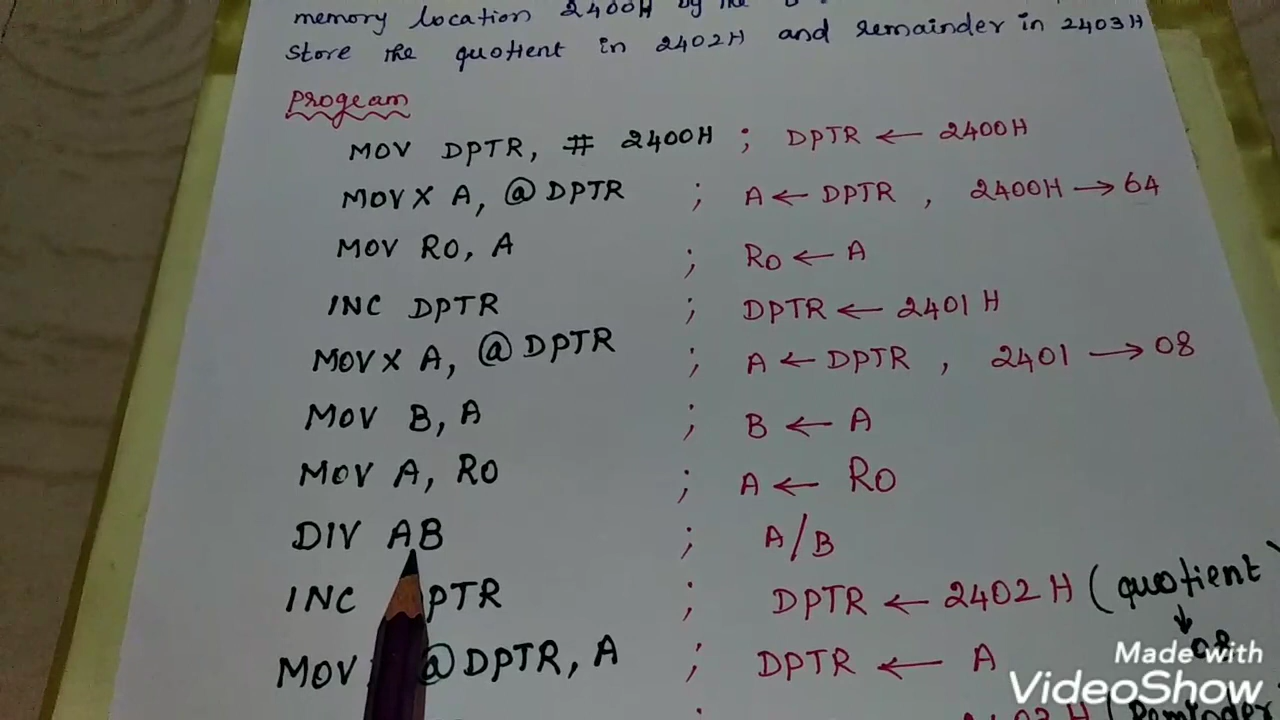 memory location 2400H by the
store the quotient in 2402H and remainder in 2403H
Program
MOV DPTR, # 2400H ; DPTR ← 2400H
MOVX A, @DPTR ; A ← DPTR , 2400H → 64
MOV R0, A ; R0 ← A
INC DPTR ; DPTR ← 2401H
MOVX A, @DPTR ; A ← DPTR , 2401 → 08
MOV B, A ; B ← A
MOV A, R0 ; A ← R0
DIV AB ; A/B
INC PTR ; DPTR ← 2402H (quotient
↓
MOV @DPTR, A ; DPTR ← A
Made with
VideoShow